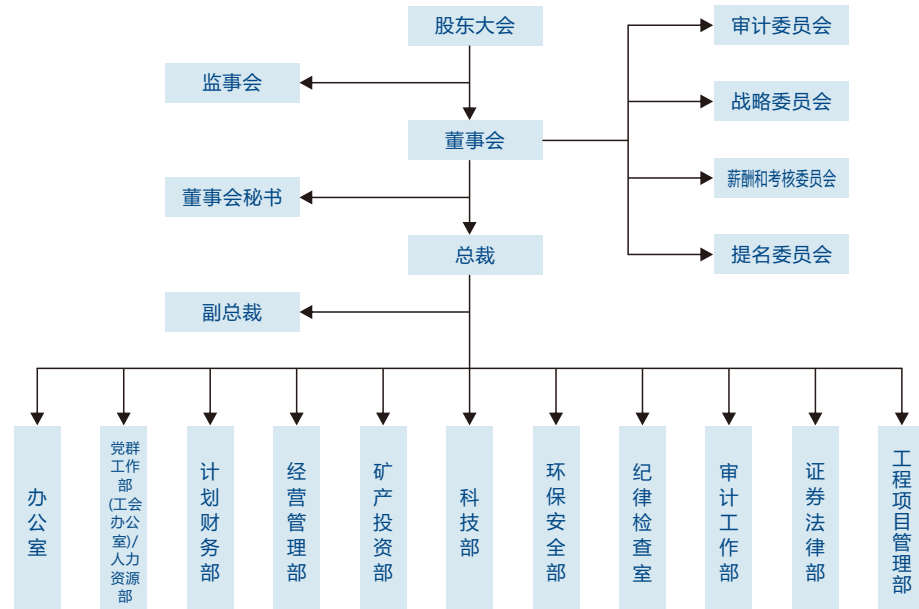 股东大会
审计委员会
监事会
战略委员会
董事会
薪酬和考核委员会
董事会秘书
总裁
提名委员会
副总裁
办公室
党群
工作
部
(工会
办公
室)/
人力
资源
部
计划财务部
经营管理部
矿产投资部
科技部
环保安全部
纪律检查室
审计工作部
证券法律部
工程项目管理部